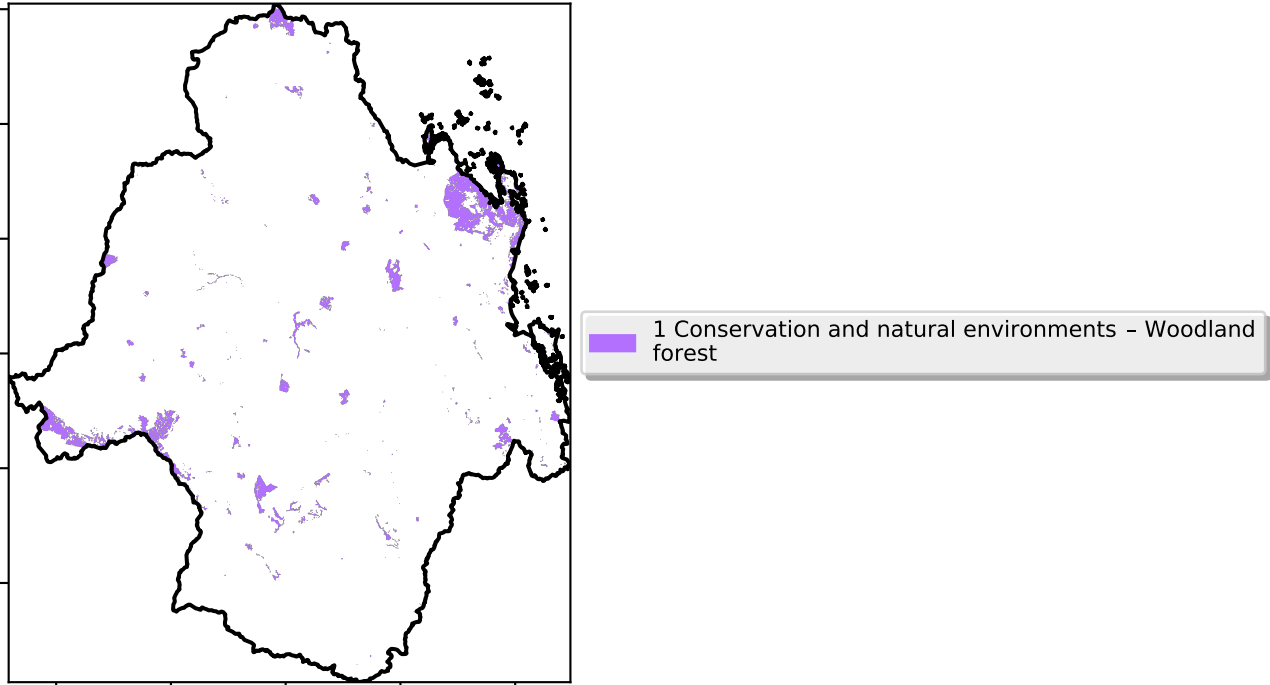 1 Conservation and natural environments – Woodland
forest